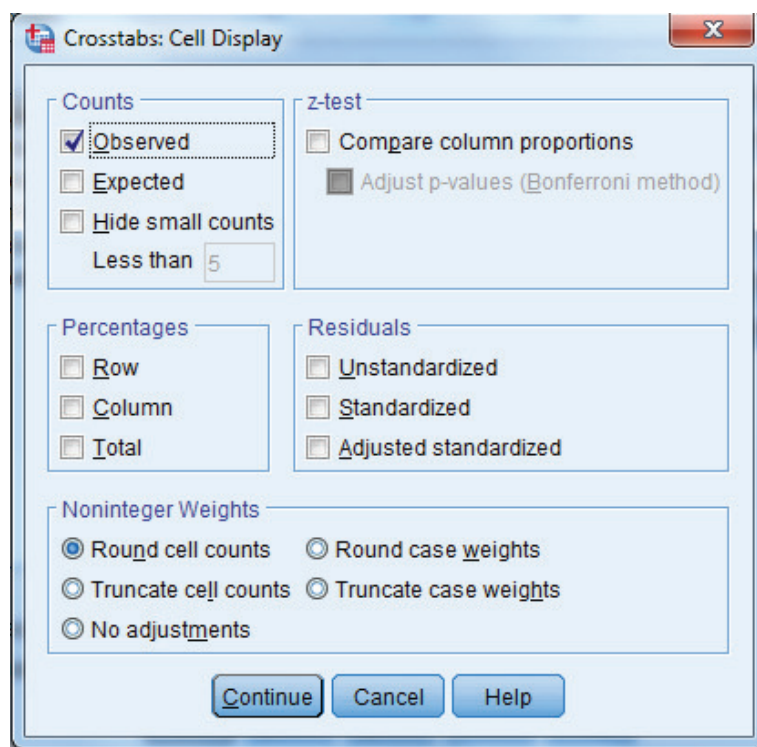 Crosstabs: Cell Display
Counts
Observed
Expected
Hide small counts
Less than 5
z-test
Compare column proportions
Adjust p-values (Bonferroni method)
Percentages
Row
Column
Total
Residuals
Unstandardized
Standardized
Adjusted standardized
Noninteger Weights
Round cell counts Round case weights
Truncate cell counts Truncate case weights
No adjustments
Continue Cancel Help